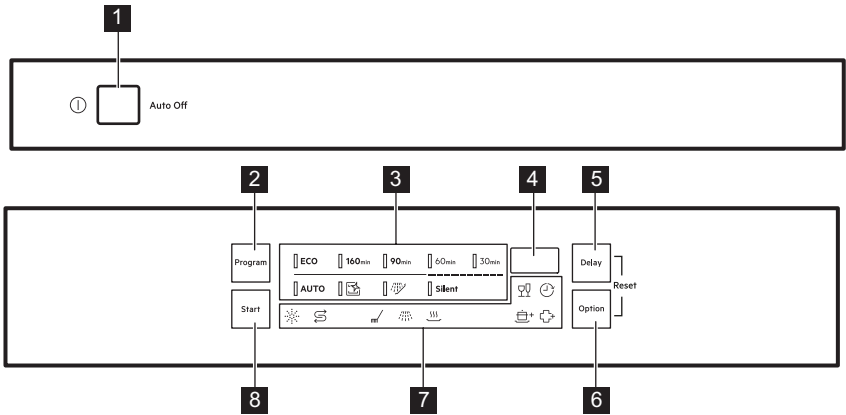 1
Auto Off
2 3 4 5
Program ECO 160min 90min 60min 30min Delay
Reset
AUTO Silent
Start Option
8 7 6